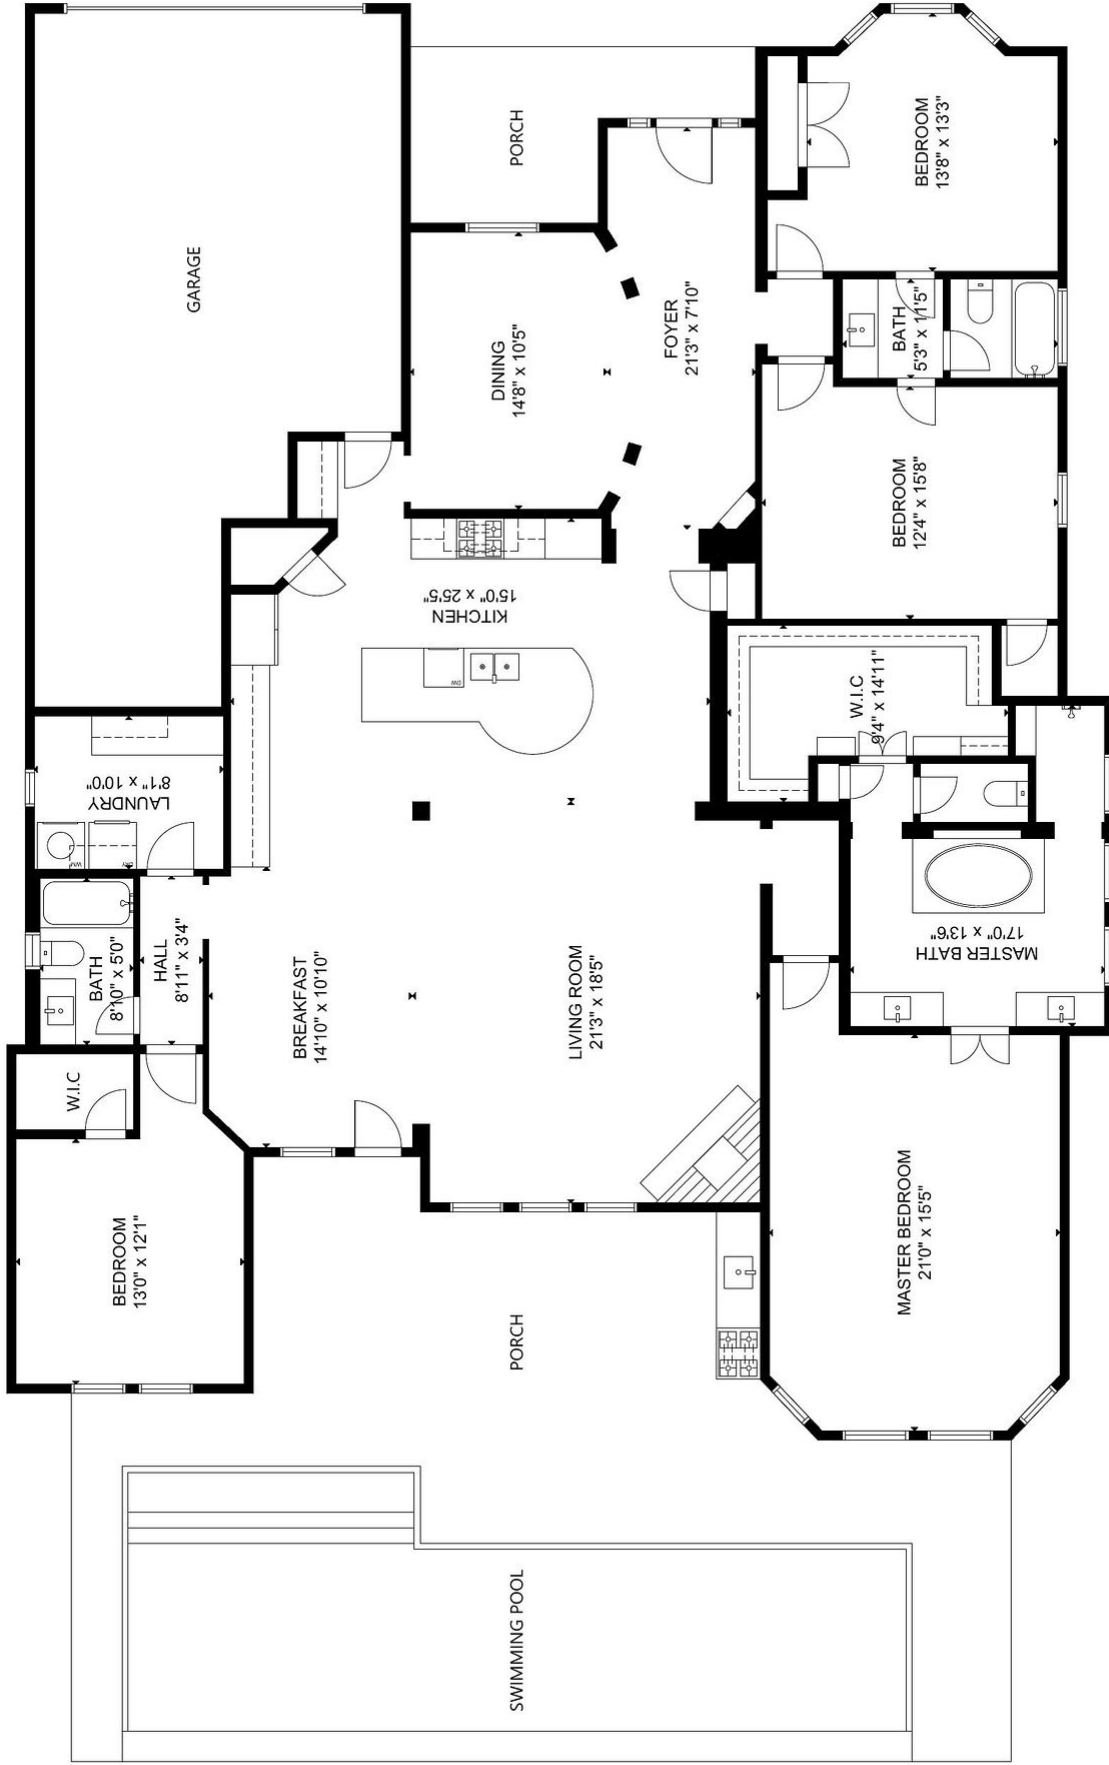 GARAGE
PORCH
BEDROOM
13'8" x 13'3"
DINING
14'8" x 10'5"
FOYER
21'3" x 7'10"
BATH
5'3" x 11'5"
BEDROOM
12'4" x 15'8"
KITCHEN
15'0" x 25'5"
W.I.C
9'4" x 14'11"
DW
LAUNDRY
8'1" x 10'0"
WM
DRY
BATH
8'10" x 5'0"
HALL
8'11" x 3'4"
BREAKFAST
14'10" x 10'10"
LIVING ROOM
21'3" x 18'5"
MASTER BATH
17'0" x 13'6"
W.I.C
BEDROOM
13'0" x 12'1"
MASTER BEDROOM
21'0" x 15'5"
PORCH
SWIMMING POOL